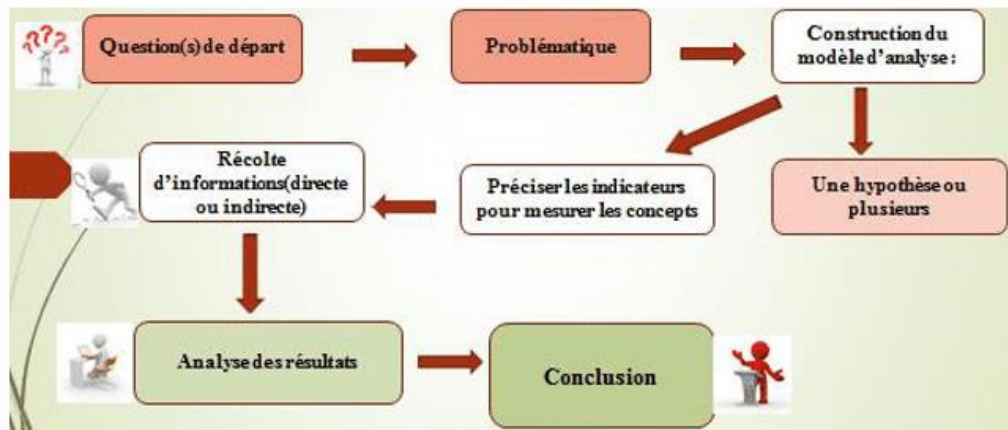 Question(s) de départ
Problématique
Construction du
modèle d'analyse :
Récolte
d'informations(directe
ou indirecte)
Préciser les indicateurs
pour mesurer les concepts
Une hypothèse ou
plusieurs
Analyse des résultats
Conclusion